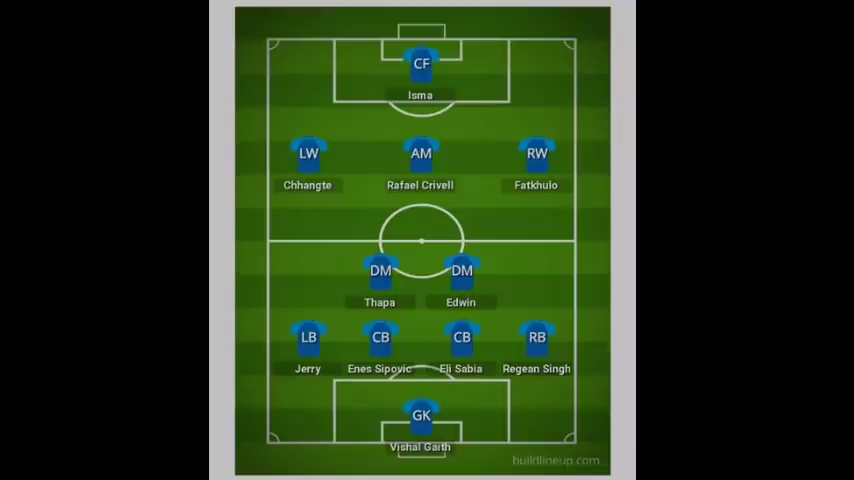 CF
Isma
LW AM RW
Chhangte Rafael Crivell Fatkhulo
DM DM
Thapa Edwin
LB CB CB RB
Jerry Enes Sipovic Eli Sabia Regean Singh
GK
Vishal Gaith
buildlineup.com